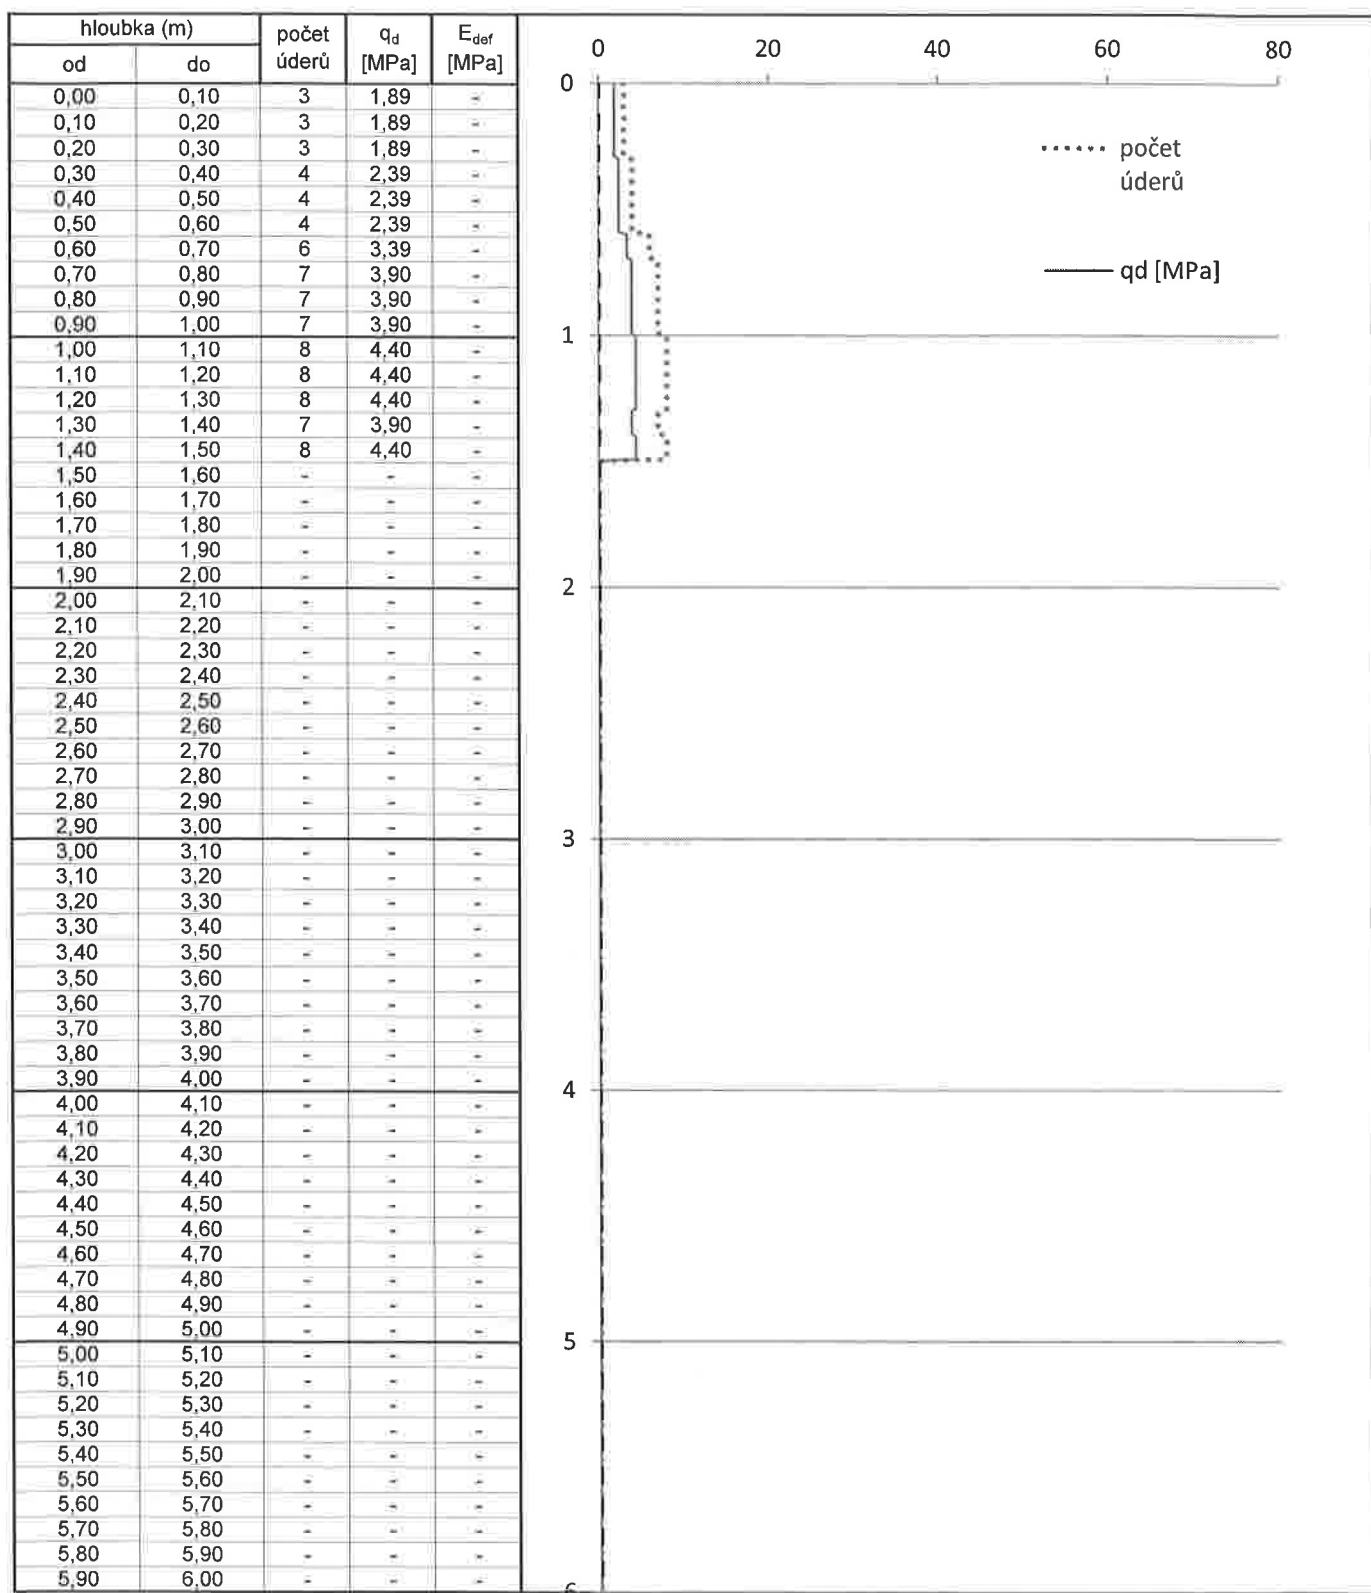 hloubka (m) počet úderů qd [MPa] Edef [MPa]
od do
0,00 0,10 3 1,89 -
0,10 0,20 3 1,89 -
0,20 0,30 3 1,89 -
0,30 0,40 4 2,39 -
0,40 0,50 4 2,39 -
0,50 0,60 4 2,39 -
0,60 0,70 6 3,39 -
0,70 0,80 7 3,90 -
0,80 0,90 7 3,90 -
0,90 1,00 7 3,90 -
1,00 1,10 8 4,40 -
1,10 1,20 8 4,40 -
1,20 1,30 8 4,40 -
1,30 1,40 7 3,90 -
1,40 1,50 8 4,40 -
1,50 1,60 - - -
1,60 1,70 - - -
1,70 1,80 - - -
1,80 1,90 - - -
1,90 2,00 - - -
2,00 2,10 - - -
2,10 2,20 - - -
2,20 2,30 - - -
2,30 2,40 - - -
2,40 2,50 - - -
2,50 2,60 - - -
2,60 2,70 - - -
2,70 2,80 - - -
2,80 2,90 - - -
2,90 3,00 - - -
3,00 3,10 - - -
3,10 3,20 - - -
3,20 3,30 - - -
3,30 3,40 - - -
3,40 3,50 - - -
3,50 3,60 - - -
3,60 3,70 - - -
3,70 3,80 - - -
3,80 3,90 - - -
3,90 4,00 - - -
4,00 4,10 - - -
4,10 4,20 - - -
4,20 4,30 - - -
4,30 4,40 - - -
4,40 4,50 - - -
4,50 4,60 - - -
4,60 4,70 - - -
4,70 4,80 - - -
4,80 4,90 - - -
4,90 5,00 - - -
5,00 5,10 - - -
5,10 5,20 - - -
5,20 5,30 - - -
5,30 5,40 - - -
5,40 5,50 - - -
5,50 5,60 - - -
5,60 5,70 - - -
5,70 5,80 - - -
5,80 5,90 - - -
5,90 6,00 - - -
0 20 40 60 80
0
1
2
3
4
5
6
počet
úderů
qd [MPa]